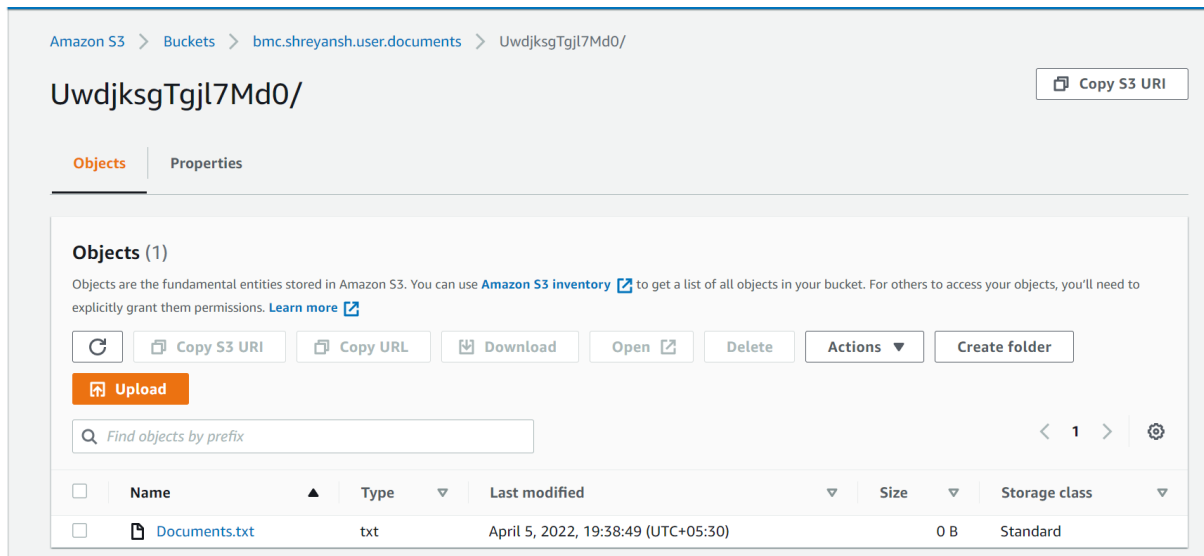 Amazon S3 > Buckets > bmc.shreyansh.user.documents > UwdjksgTgjl7Md0/
UwdjksgTgjl7Md0/
Copy S3 URI
Objects Properties
Objects (1)
Objects are the fundamental entities stored in Amazon S3. You can use Amazon S3 inventory to get a list of all objects in your bucket. For others to access your objects, you'll need to
explicitly grant them permissions. Learn more
Copy S3 URI Copy URL Download Open Delete Actions Create folder
Upload
Find objects by prefix
< 1 >
Name Type Last modified Size Storage class
Documents.txt txt April 5, 2022, 19:38:49 (UTC+05:30) 0 B Standard